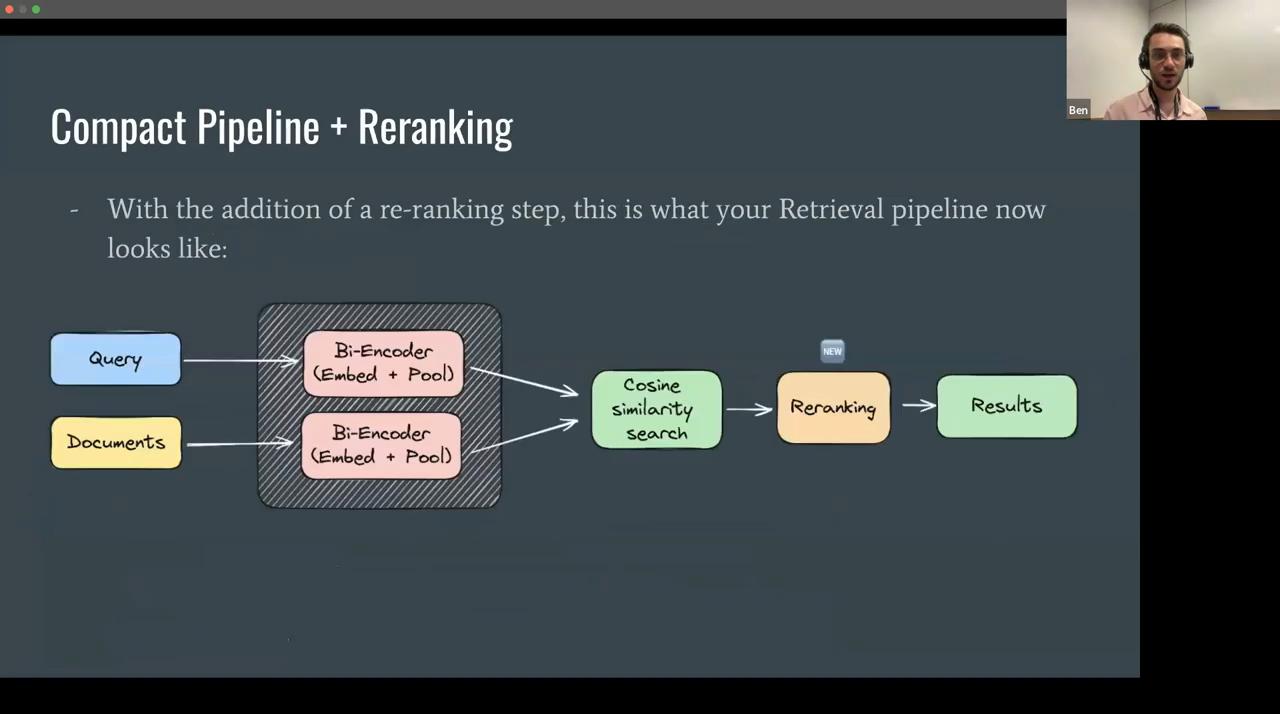 Ben
Compact Pipeline + Reranking
- With the addition of a re-ranking step, this is what your Retrieval pipeline now
looks like:
Query
Documents
Bi-Encoder
(Embed + Pool)
Bi-Encoder
(Embed + Pool)
Cosine
similarity
search
NEW
Reranking
Results